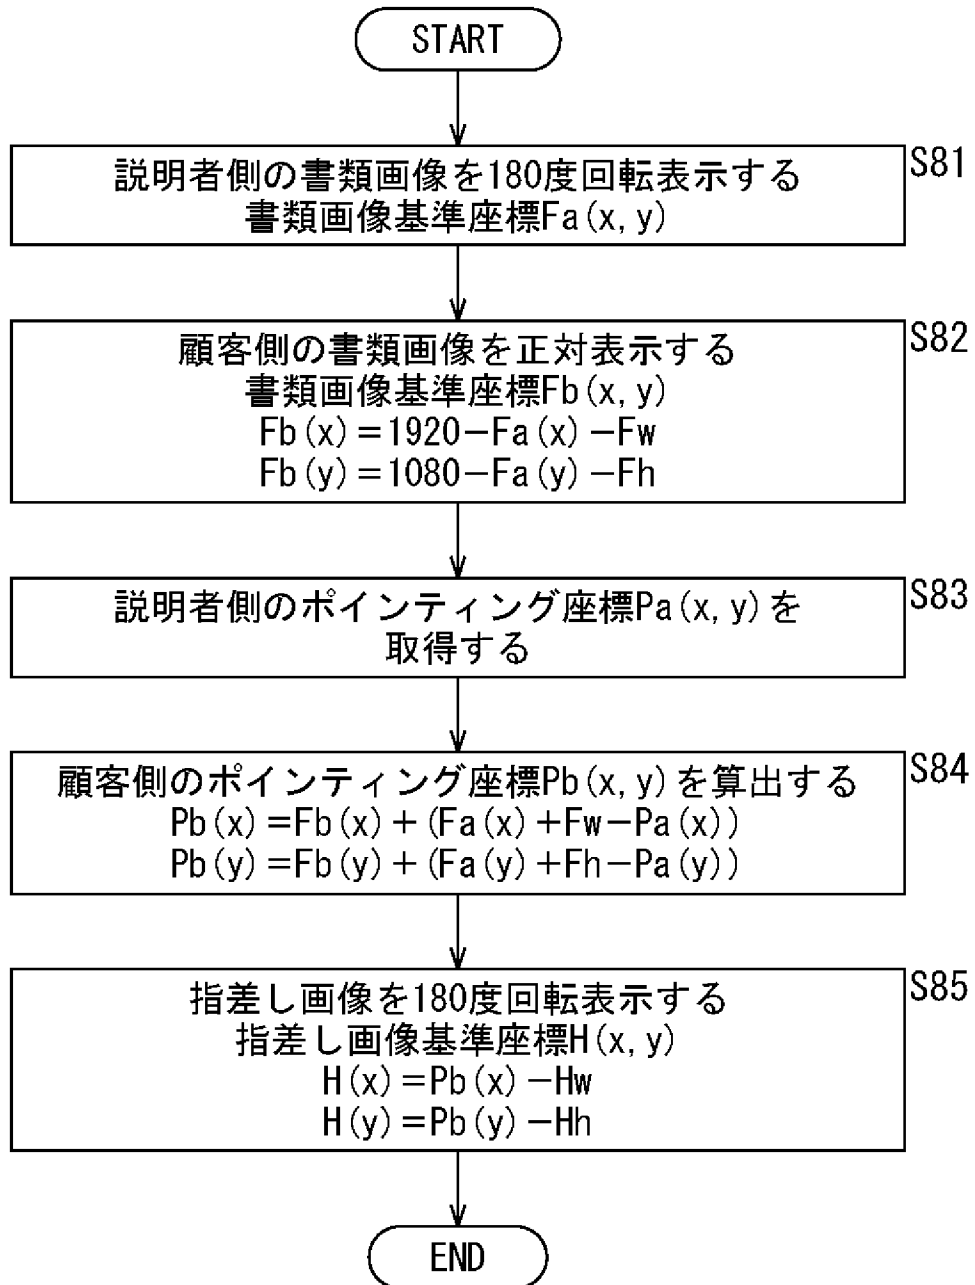 START
説明者側の書類画像を180度回転表示する
書類画像基準座標Fa(x, y)
S81
顧客側の書類画像を正対表示する
書類画像基準座標Fb(x, y)
Fb(x)=1920−Fa(x)−Fw
Fb(y)=1080−Fa(y)−Fh
S82
説明者側のポインティング座標Pa(x, y)を
取得する
S83
顧客側のポインティング座標Pb(x, y)を算出する
Pb(x)=Fb(x)+(Fa(x)+Fw−Pa(x))
Pb(y)=Fb(y)+(Fa(y)+Fh−Pa(y))
S84
指差し画像を180度回転表示する
指差し画像基準座標H(x, y)
H(x)=Pb(x)−Hw
H(y)=Pb(y)−Hh
S85
END